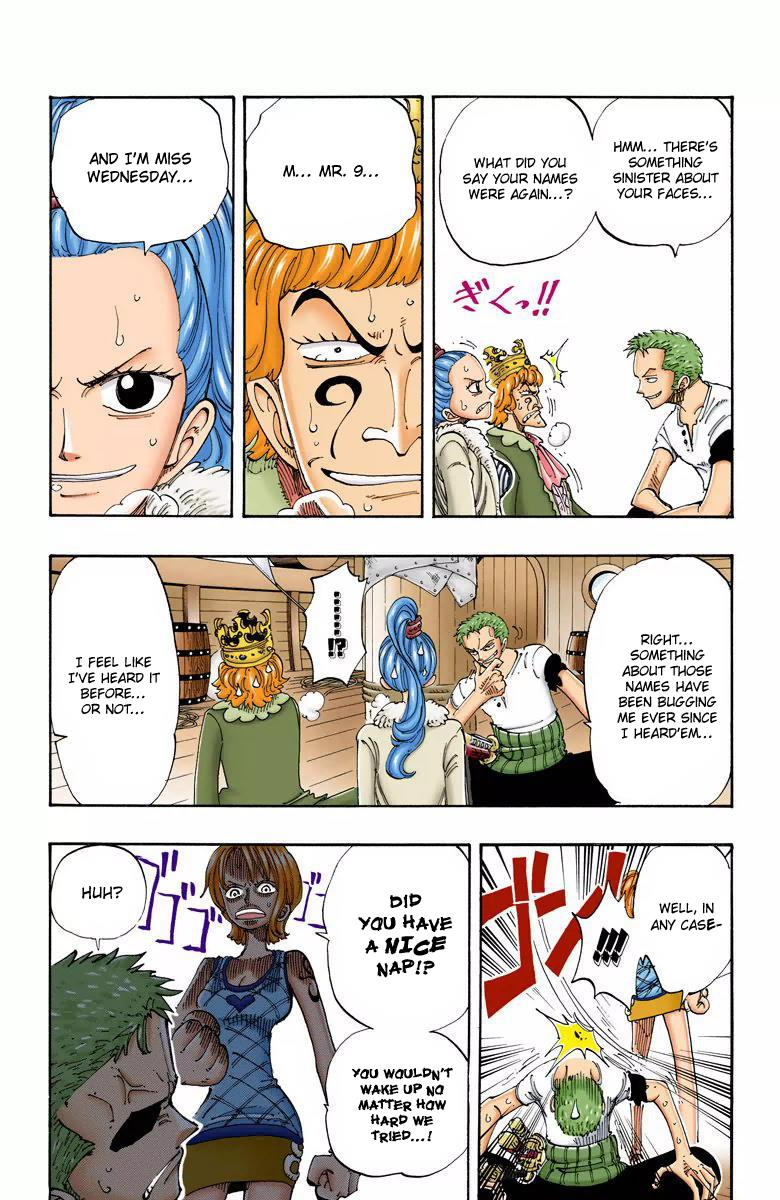 HMM... THERE'S
SOMETHING
SINISTER ABOUT
YOUR FACES...
WHAT DID YOU
SAY YOUR NAMES
WERE AGAIN...?
ぎくっ!!
M... MR. 9...
AND I'M MISS
WEDNESDAY...
RIGHT...
SOMETHING
ABOUT THOSE
NAMES HAVE
BEEN BUGGING
ME EVER SINCE
I HEARD'EM...
......!?
I FEEL LIKE
I'VE HEARD IT
BEFORE...
OR NOT...
WELL, IN
ANY CASE-
!!!
ゴン!!
DID
YOU HAVE
A NICE
NAP!?
YOU WOULDN'T
WAKE UP NO
MATTER HOW
HARD WE
TRIED...!
ゴゴゴ
ゴゴゴ
HUH?